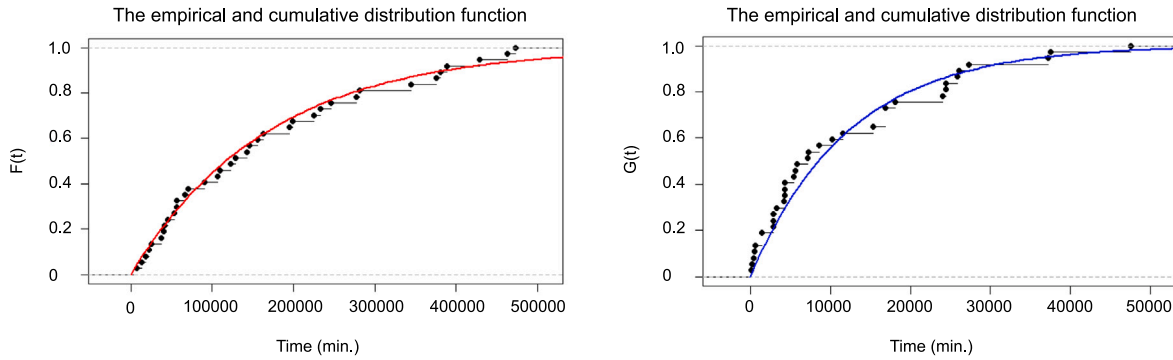 The empirical and cumulative distribution function
1.0
0.8
0.6
0.4
0.2
0
F(t)
0 100000 200000 300000 400000 500000
Time (min.)
The empirical and cumulative distribution function
1.0
0.8
0.6
0.4
0.2
0
G(t)
0 10000 20000 30000 40000 50000
Time (min.)